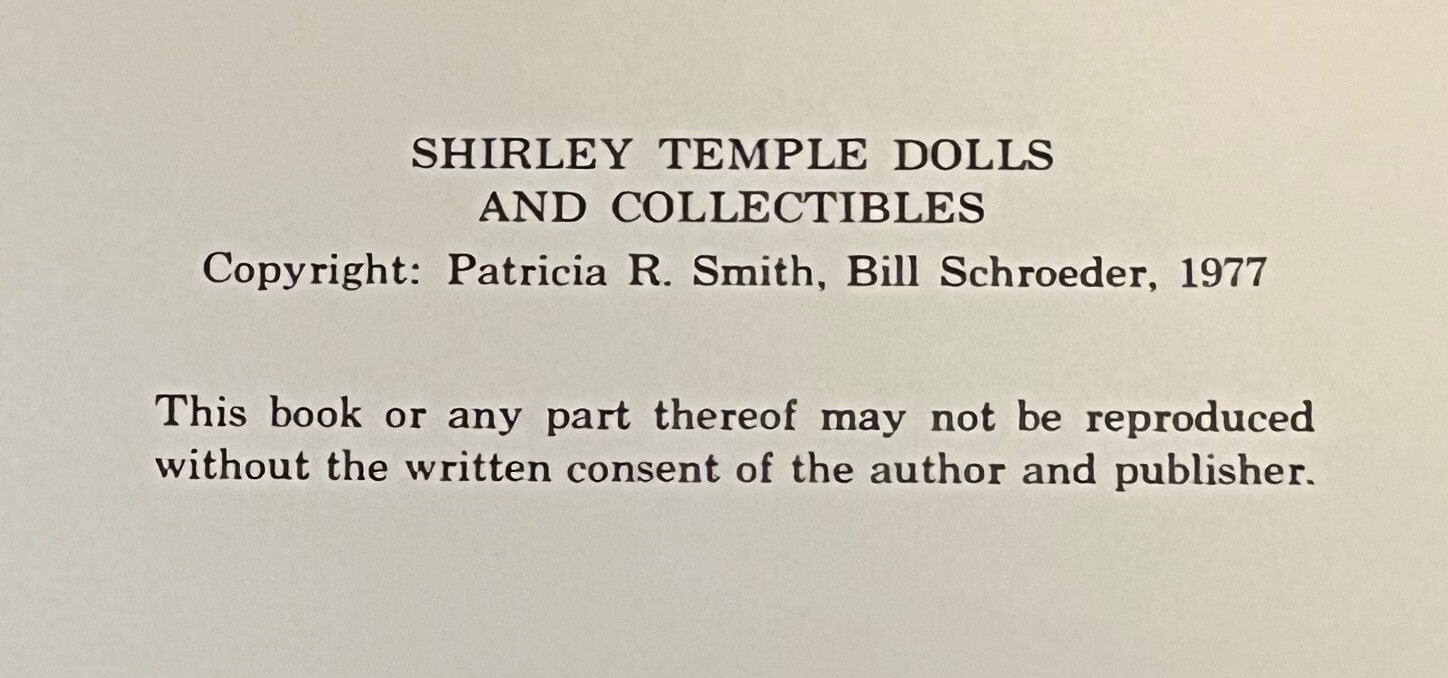 SHIRLEY TEMPLE DOLLS
AND COLLECTIBLES
Copyright: Patricia R. Smith, Bill Schroeder, 1977
This book or any part thereof may not be reproduced
without the written consent of the author and publisher.